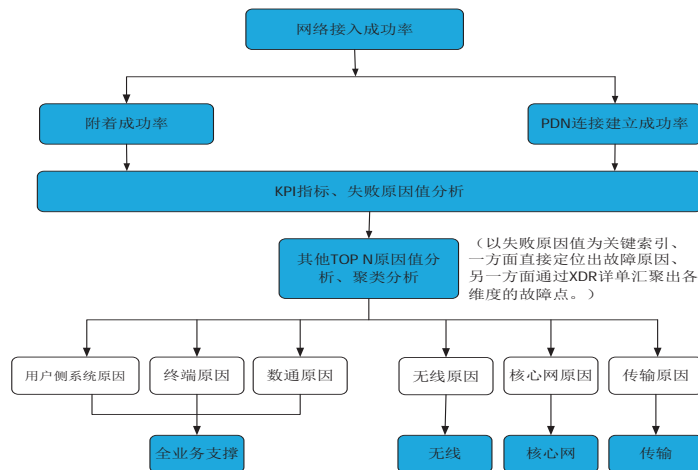 网络接入成功率
附着成功率
PDN连接建立成功率
KPI指标、失败原因值分析
其他TOP N原因值分
析、聚类分析
（以失败原因值为关键索引、
一方面直接定位出故障原因、
另一方面通过XDR详单汇聚出各
维度的故障点。）
用户侧系统原因
终端原因
数通原因
无线原因
核心网原因
传输原因
全业务支撑
无线
核心网
传输